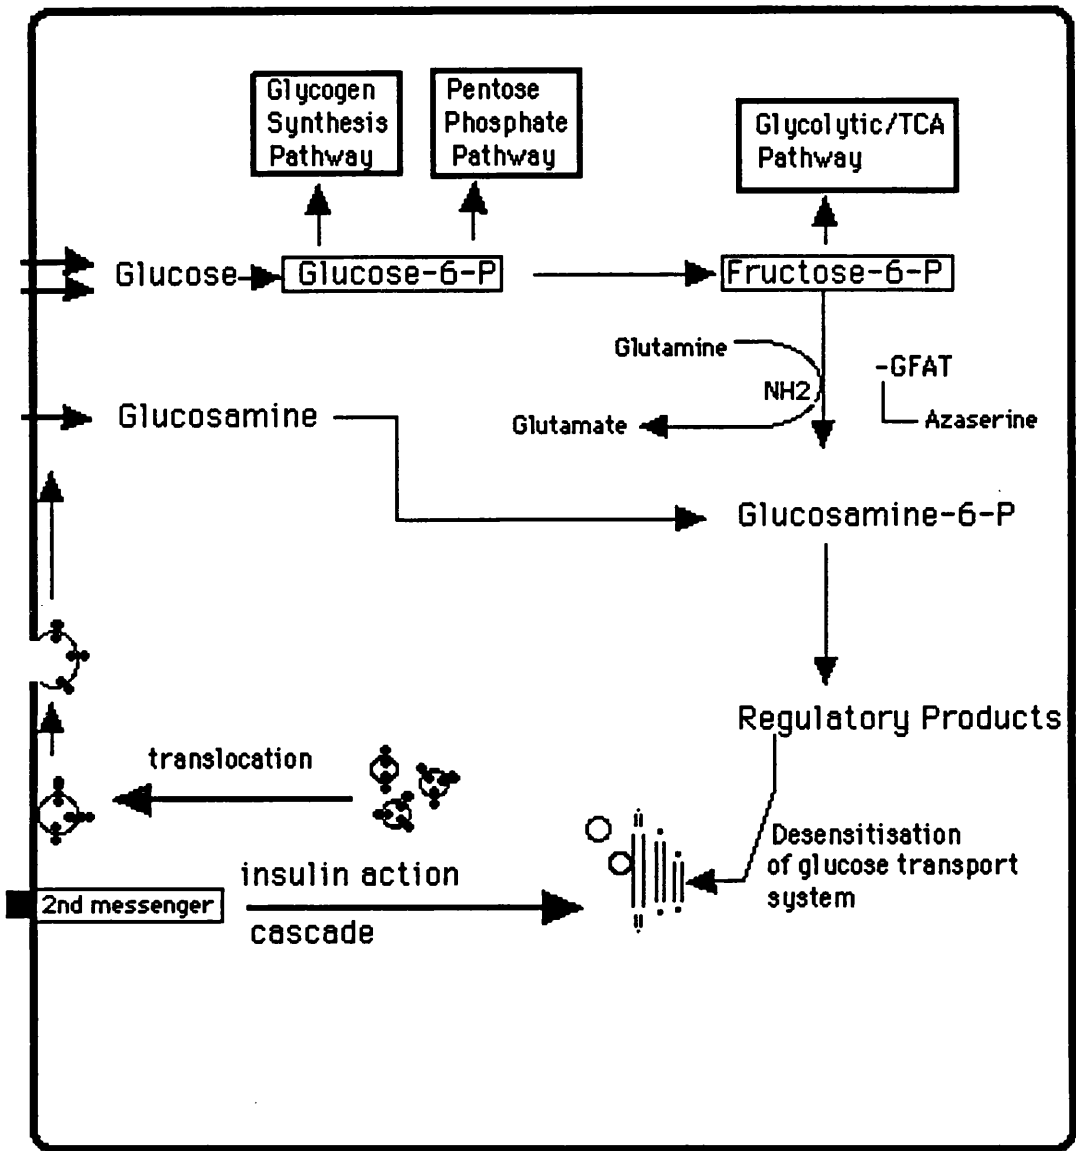 Glycogen
Synthesis
Pathway
Pentose
Phosphate
Pathway
Glycolytic/TCA
Pathway
Glucose
Glucose-6-P
Fructose-6-P
Glutamine
NH2
-GFAT
Azaserine
Glutamate
Glucosamine
Glucosamine-6-P
Regulatory Products
translocation
Desensitisation
of glucose transport
system
insulin action
cascade
2nd messenger